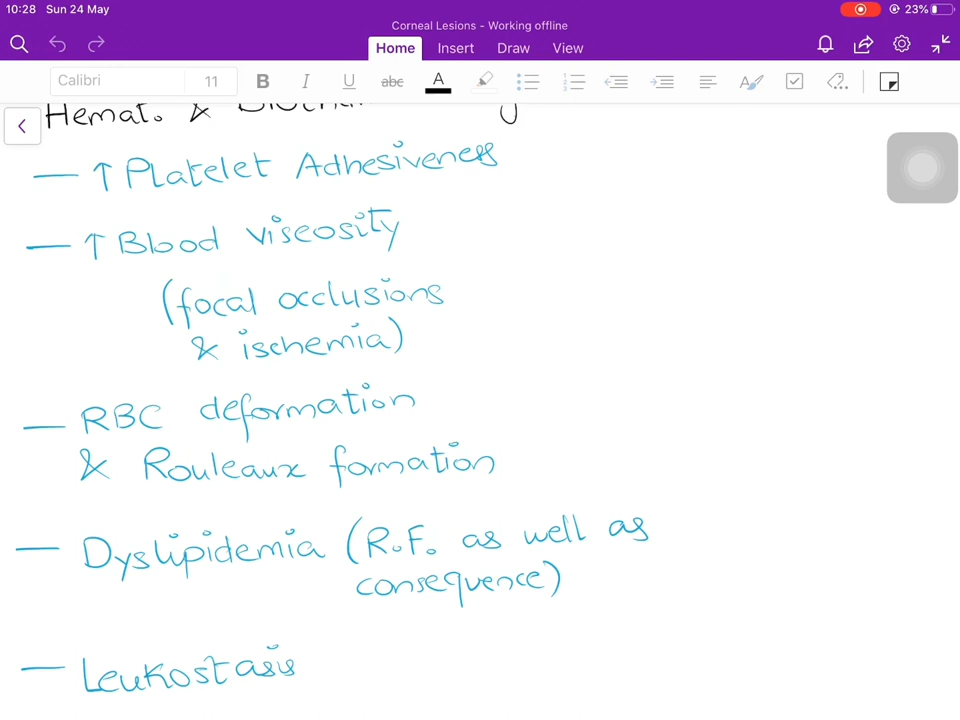 10:28 Sun 24 May
23%
Corneal Lesions - Working offline
Home Insert Draw View
Calibri 11 B I U abc A
Hemat. &
— ↑ Platelet Adhesiveness
— ↑ Blood viscosity
(focal occlusions
& ischemia)
— RBC deformation
& Rouleaux formation
— Dyslipidemia (R.F. as well as
consequence)
— Leukostasis